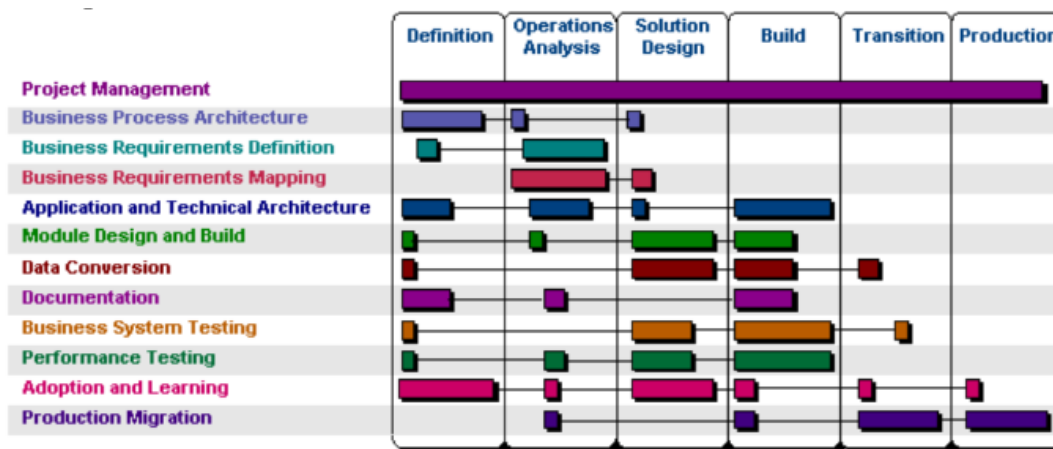 Definition
Operations
Analysis
Solution
Design
Build
Transition
Production
Project Management
Business Process Architecture
Business Requirements Definition
Business Requirements Mapping
Application and Technical Architecture
Module Design and Build
Data Conversion
Documentation
Business System Testing
Performance Testing
Adoption and Learning
Production Migration